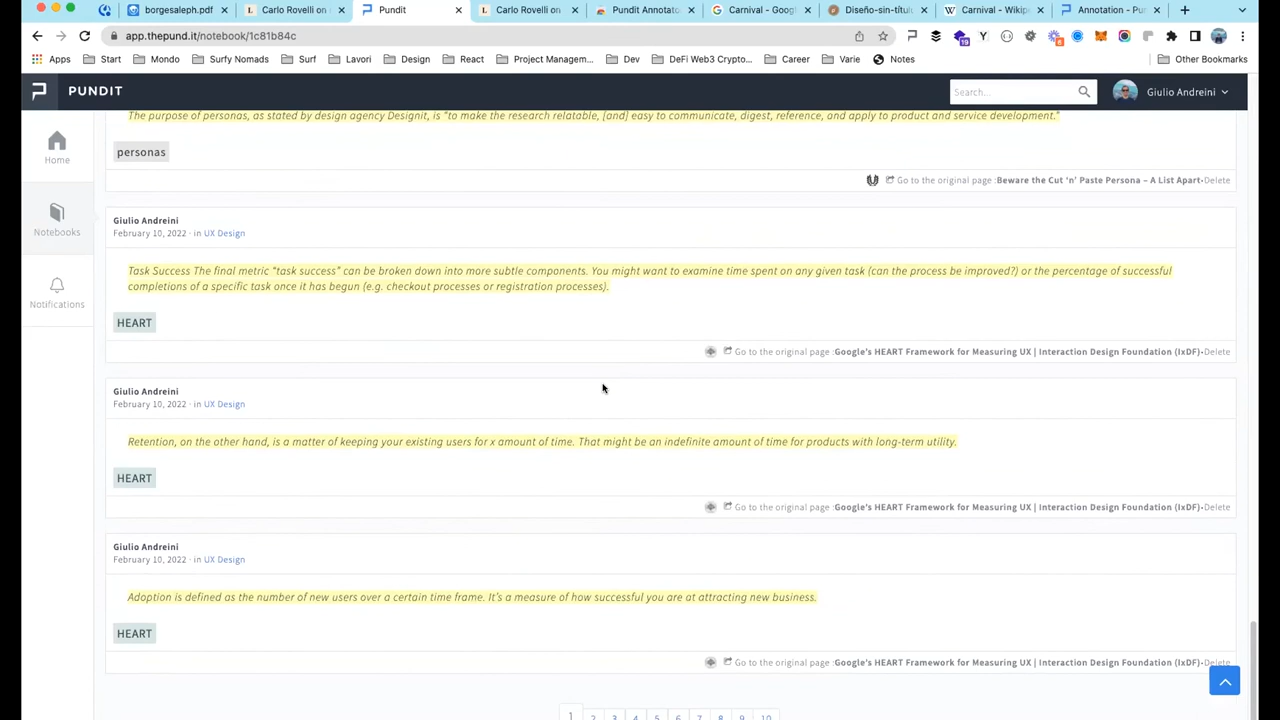 borgesaleph.pdf
Carlo Rovelli on
Pundit
Carlo Rovelli on
Pundit Annotato
Carnival - Goog
Diseño-sin-títul
Carnival - Wikip
Annotation - Pun
app.thepund.it/notebook/1c81b84c
Apps
Start
Mondo
Surfy Nomads
Surf
Lavori
Design
React
Project Managem...
Dev
DeFi Web3 Crypto...
Career
Varie
Notes
Other Bookmarks
PUNDIT
Search...
Giulio Andreini
Home
Notebooks
Notifications
The purpose of personas, as stated by design agency Designit, is "to make the research relatable, [and] easy to communicate, digest, reference, and apply to product and service development."
personas
Go to the original page :Beware the Cut 'n' Paste Persona – A List Apart•Delete
Giulio Andreini
February 10, 2022 · in UX Design
Task Success The final metric "task success" can be broken down into more subtle components. You might want to examine time spent on any given task (can the process be improved?) or the percentage of successful
completions of a specific task once it has begun (e.g. checkout processes or registration processes).
HEART
Go to the original page :Google's HEART Framework for Measuring UX | Interaction Design Foundation (IxDF)•Delete
Giulio Andreini
February 10, 2022 · in UX Design
Retention, on the other hand, is a matter of keeping your existing users for x amount of time. That might be an indefinite amount of time for products with long-term utility.
HEART
Go to the original page :Google's HEART Framework for Measuring UX | Interaction Design Foundation (IxDF)•Delete
Giulio Andreini
February 10, 2022 · in UX Design
Adoption is defined as the number of new users over a certain time frame. It's a measure of how successful you are at attracting new business.
HEART
Go to the original page :Google's HEART Framework for Measuring UX | Interaction Design Foundation (IxDF)•Delete
1 2 3 4 5 6 7 8 9 10